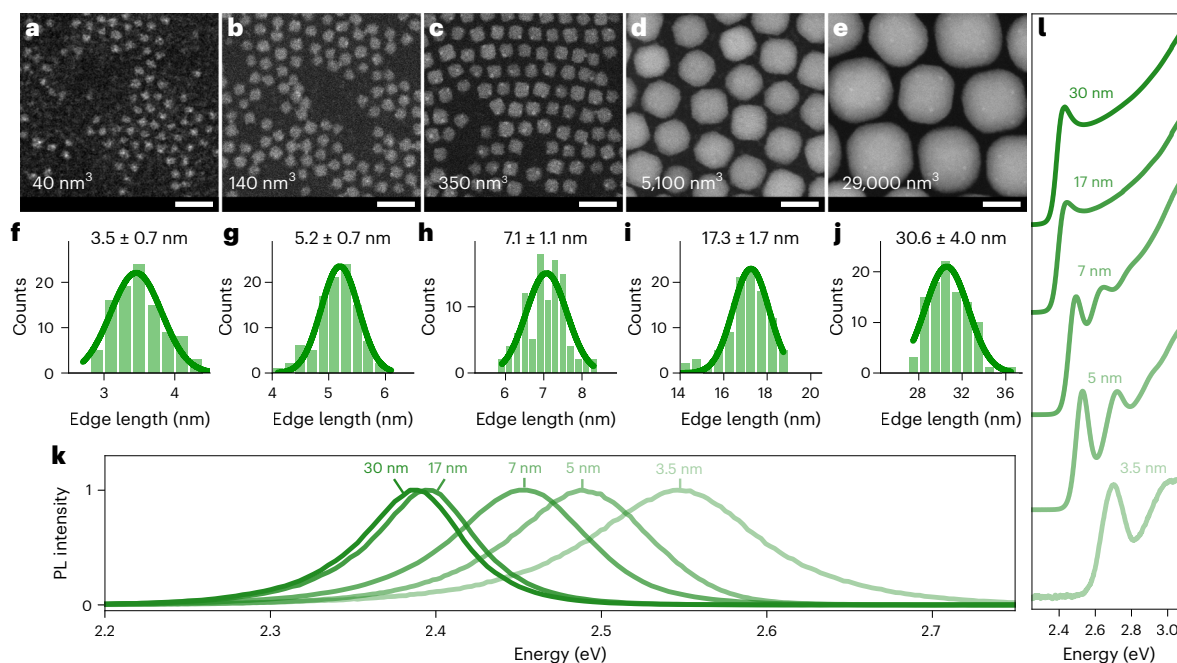 a
40 nm³
b
140 nm³
c
350 nm³
d
5,100 nm³
e
29,000 nm³
f
3.5 ± 0.7 nm
Counts
20
10
0
3
4
Edge length (nm)
g
5.2 ± 0.7 nm
Counts
20
10
0
4
5
6
Edge length (nm)
h
7.1 ± 1.1 nm
Counts
10
0
6
7
8
Edge length (nm)
i
17.3 ± 1.7 nm
Counts
20
10
0
14
16
18
20
Edge length (nm)
j
30.6 ± 4.0 nm
Counts
20
10
0
28
32
36
Edge length (nm)
k
30 nm
17 nm
7 nm
5 nm
3.5 nm
PL intensity
1
0
2.2
2.3
2.4
2.5
2.6
2.7
Energy (eV)
l
30 nm
17 nm
7 nm
5 nm
3.5 nm
2.4
2.6
2.8
3.0
Energy (eV)